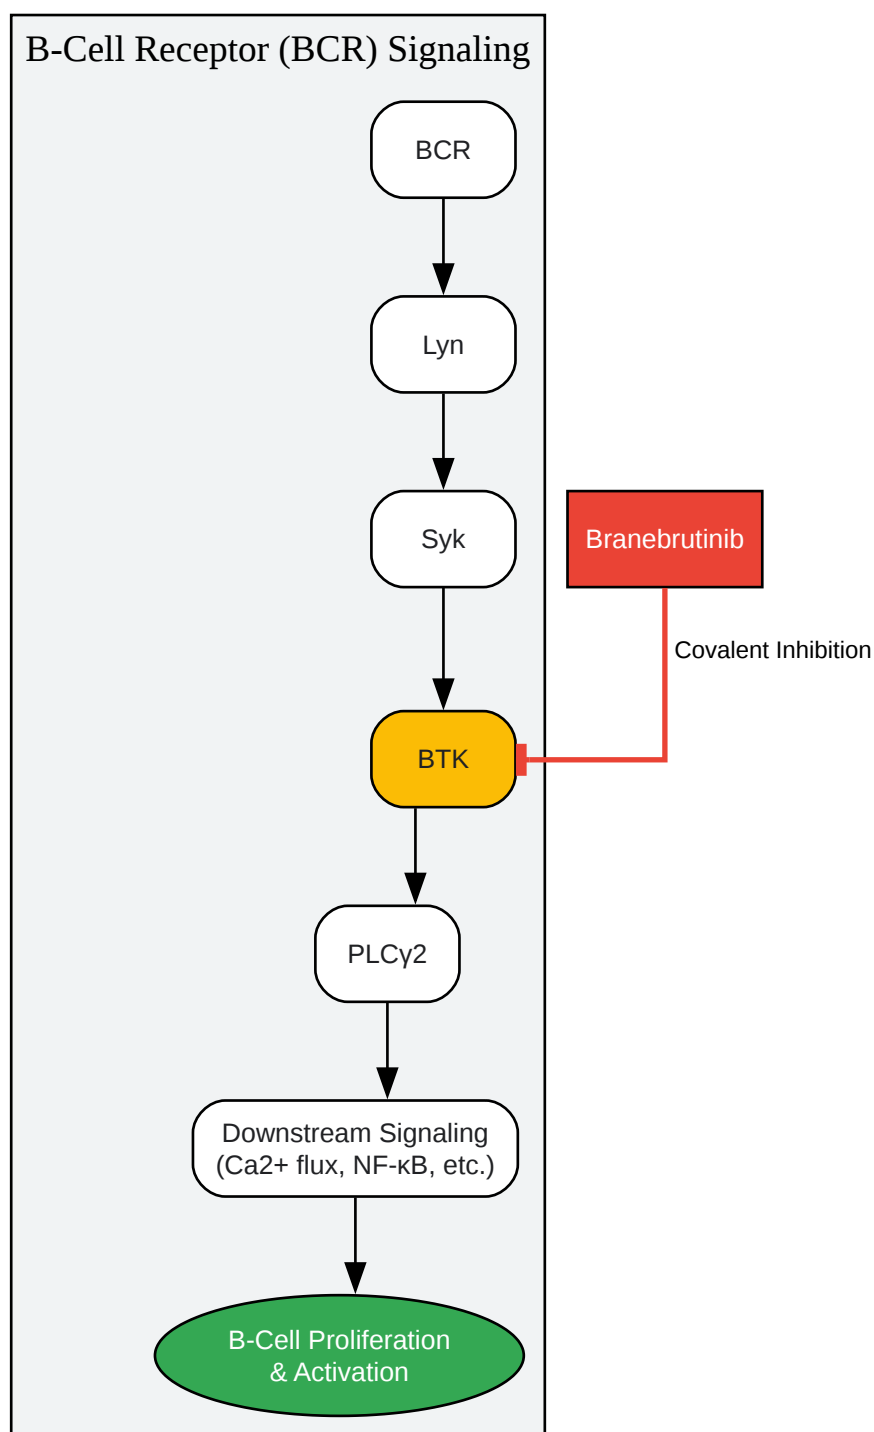 B-Cell Receptor (BCR) Signaling
BCR
Lyn
Syk
Branebrutinib
Covalent Inhibition
BTK
PLCγ2
Downstream Signaling
(Ca2+ flux, NF-κB, etc.)
B-Cell Proliferation
& Activation